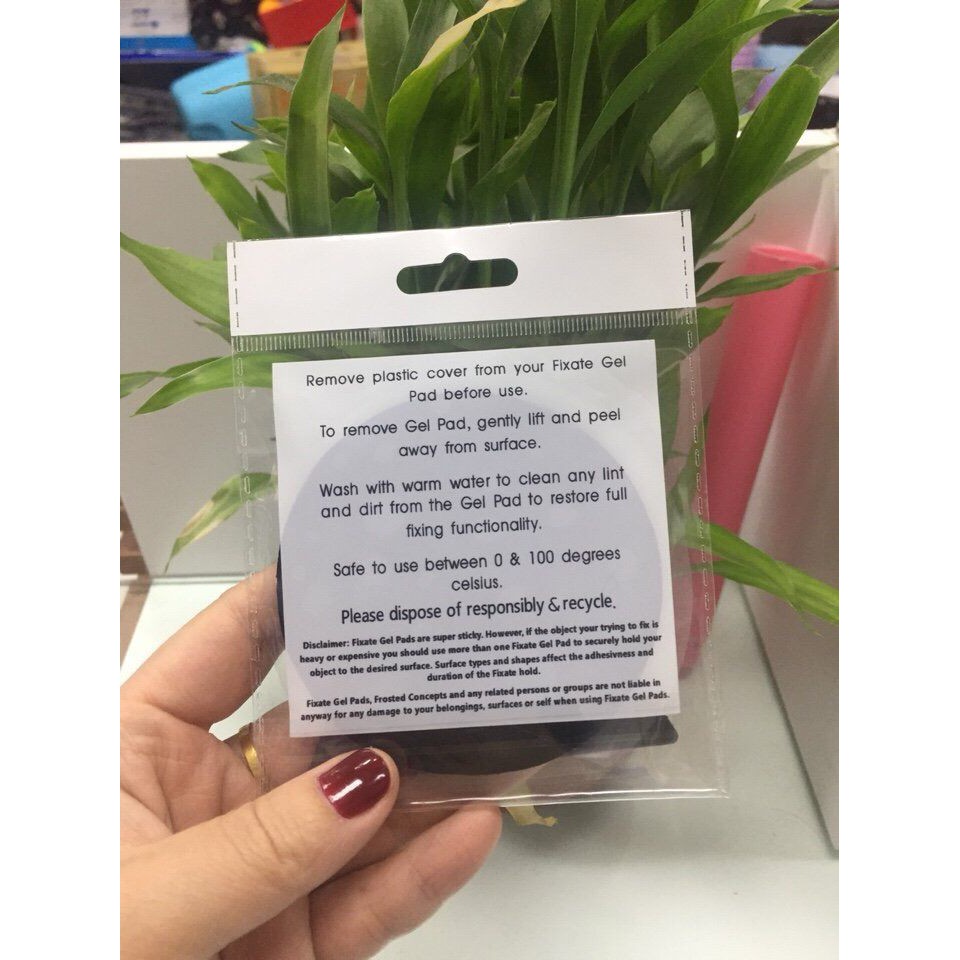 Remove plastic cover from your Fixate Gel
Pad before use.
To remove Gel Pad, gently lift and peel
away from surface.
Wash with warm water to clean any lint
and dirt from the Gel Pad to restore full
fixing functionality.
Safe to use between 0 & 100 degrees
celsius.
Please dispose of responsibly & recycle.
Disclaimer: Fixate Gel Pads are super sticky. However, if the object your trying to fix is
heavy or expensive you should use more than one Fixate Gel Pad to securely hold your
object to the desired surface. Surface types and shapes affect the adhesivness and
duration of the Fixate hold.
Fixate Gel Pads, Frosted Concepts and any related persons or groups are not liable in
anyway for any damage to your belongings, surfaces or self when using Fixate Gel Pads.